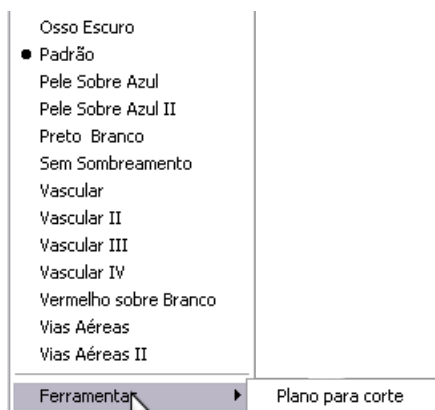 Osso Escuro
Padrão
Pele Sobre Azul
Pele Sobre Azul II
Preto Branco
Sem Sombreamento
Vascular
Vascular II
Vascular III
Vascular IV
Vermelho sobre Branco
Vias Aéreas
Vias Aéreas II
Ferramentas Plano para corte